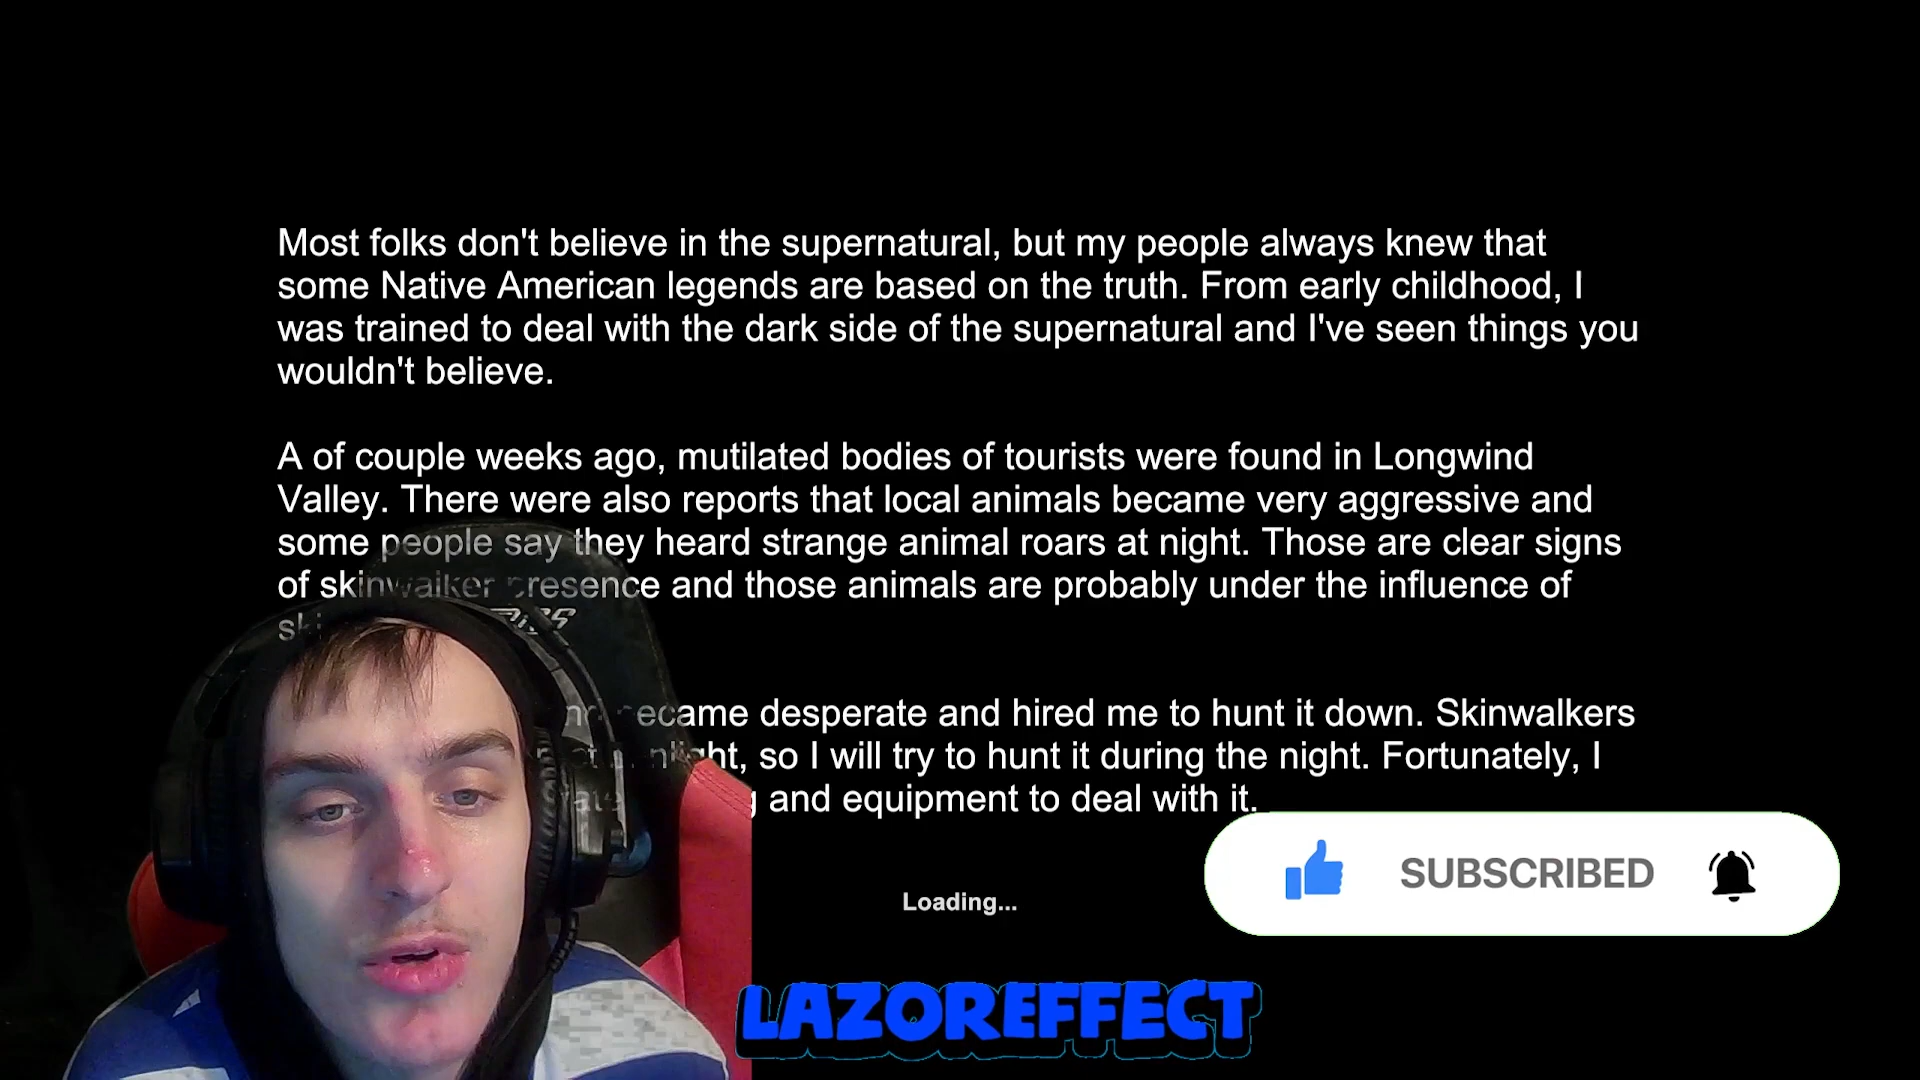 Most folks don't believe in the supernatural, but my people always knew that
some Native American legends are based on the truth. From early childhood, I
was trained to deal with the dark side of the supernatural and I've seen things you
wouldn't believe.
A of couple weeks ago, mutilated bodies of tourists were found in Longwind
Valley. There were also reports that local animals became very aggressive and
some people say they heard strange animal roars at night. Those are clear signs
of skinwalker presence and those animals are probably under the influence of
became desperate and hired me to hunt it down. Skinwalkers
so I will try to hunt it during the night. Fortunately, I
and equipment to deal with it.
SUBSCRIBED
Loading...
LAZOREFFECT